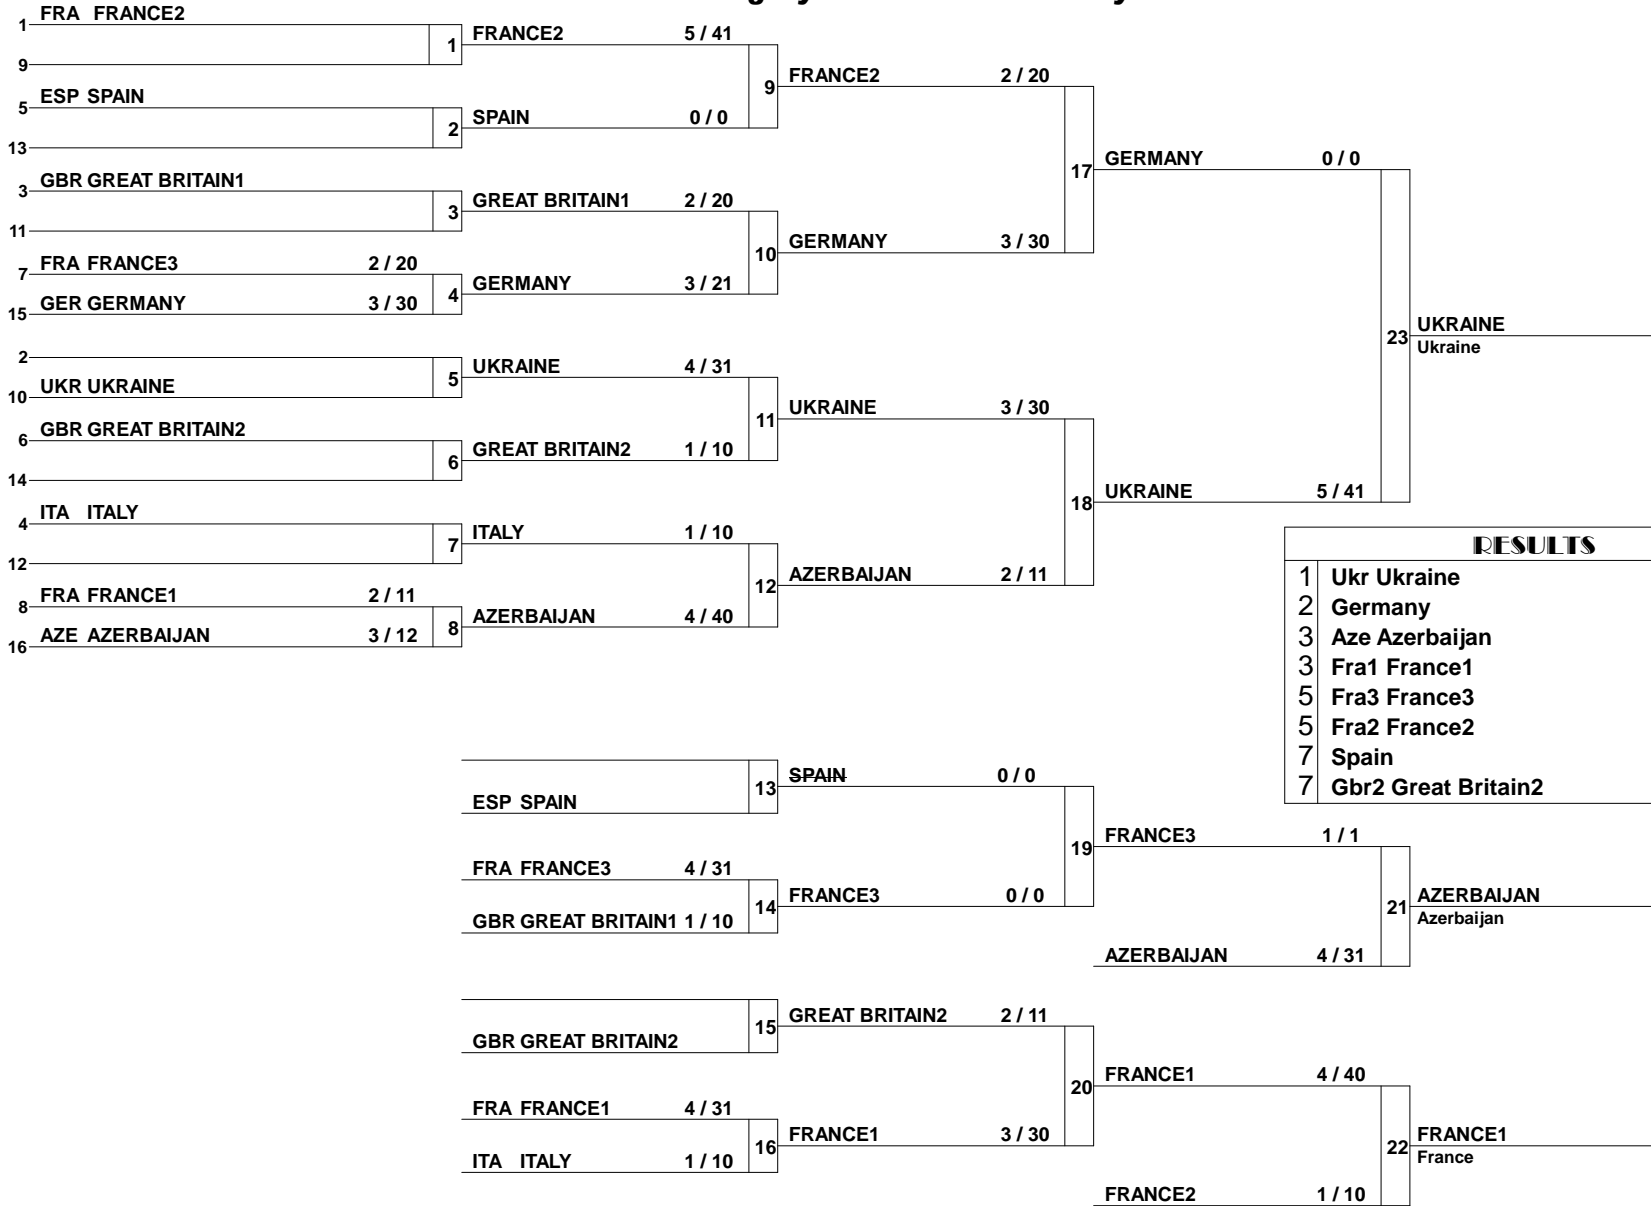 1 FRA FRANCE2
9
1
5 ESP SPAIN
13
2
3 GBR GREAT BRITAIN1
11
3
7 FRA FRANCE3 2 / 20
15 GER GERMANY 3 / 30
4
2
10 UKR UKRAINE
5
6 GBR GREAT BRITAIN2
14
6
4 ITA ITALY
12
7
8 FRA FRANCE1 2 / 11
16 AZE AZERBAIJAN 3 / 12
8
FRANCE2 5 / 41
SPAIN 0 / 0
9
GREAT BRITAIN1 2 / 20
GERMANY 3 / 21
10
UKRAINE 4 / 31
GREAT BRITAIN2 1 / 10
11
ITALY 1 / 10
AZERBAIJAN 4 / 40
12
FRANCE2 2 / 20
GERMANY 3 / 30
17
UKRAINE 3 / 30
AZERBAIJAN 2 / 11
18
GERMANY 0 / 0
UKRAINE 5 / 41
23
UKRAINE
Ukraine
RESULTS
1 Ukr Ukraine
2 Germany
3 Aze Azerbaijan
3 Fra1 France1
5 Fra3 France3
5 Fra2 France2
7 Spain
7 Gbr2 Great Britain2
ESP SPAIN
13
FRA FRANCE3 4 / 31
GBR GREAT BRITAIN1 1 / 10
14
SPAIN 0 / 0
FRANCE3 0 / 0
19
FRANCE3 1 / 1
AZERBAIJAN 4 / 31
21
AZERBAIJAN
Azerbaijan
GBR GREAT BRITAIN2
15
FRA FRANCE1 4 / 31
ITA ITALY 1 / 10
16
GREAT BRITAIN2 2 / 11
FRANCE1 3 / 30
20
FRANCE1 4 / 40
FRANCE2 1 / 10
22
FRANCE1
France